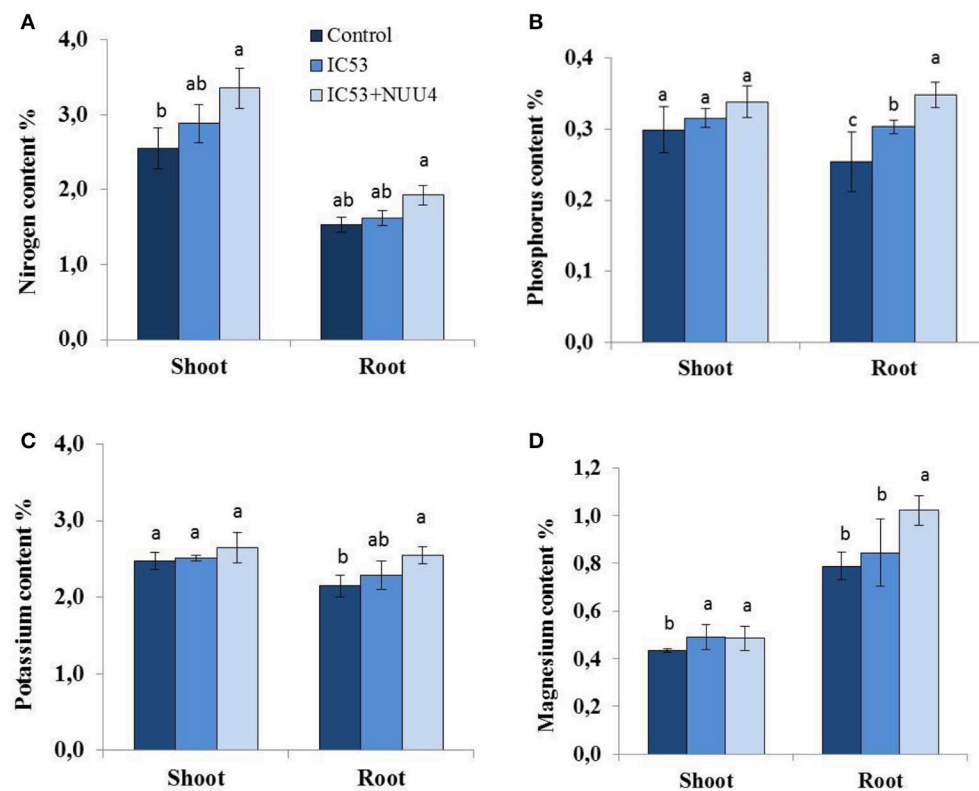 A
Nirogen content %
4,0
3,0
2,0
1,0
0,0
b
ab
a
ab
ab
a
Control
IC53
IC53+NUU4
Shoot
Root
B
Phosphorus content %
0,4
0,3
0,2
0,1
0,0
a
a
a
c
b
a
Shoot
Root
C
Potassium content %
4,0
3,0
2,0
1,0
0,0
a
a
a
b
ab
a
Shoot
Root
D
Magnesium content %
1,2
1,0
0,8
0,6
0,4
0,2
0,0
b
a
a
b
b
a
Shoot
Root